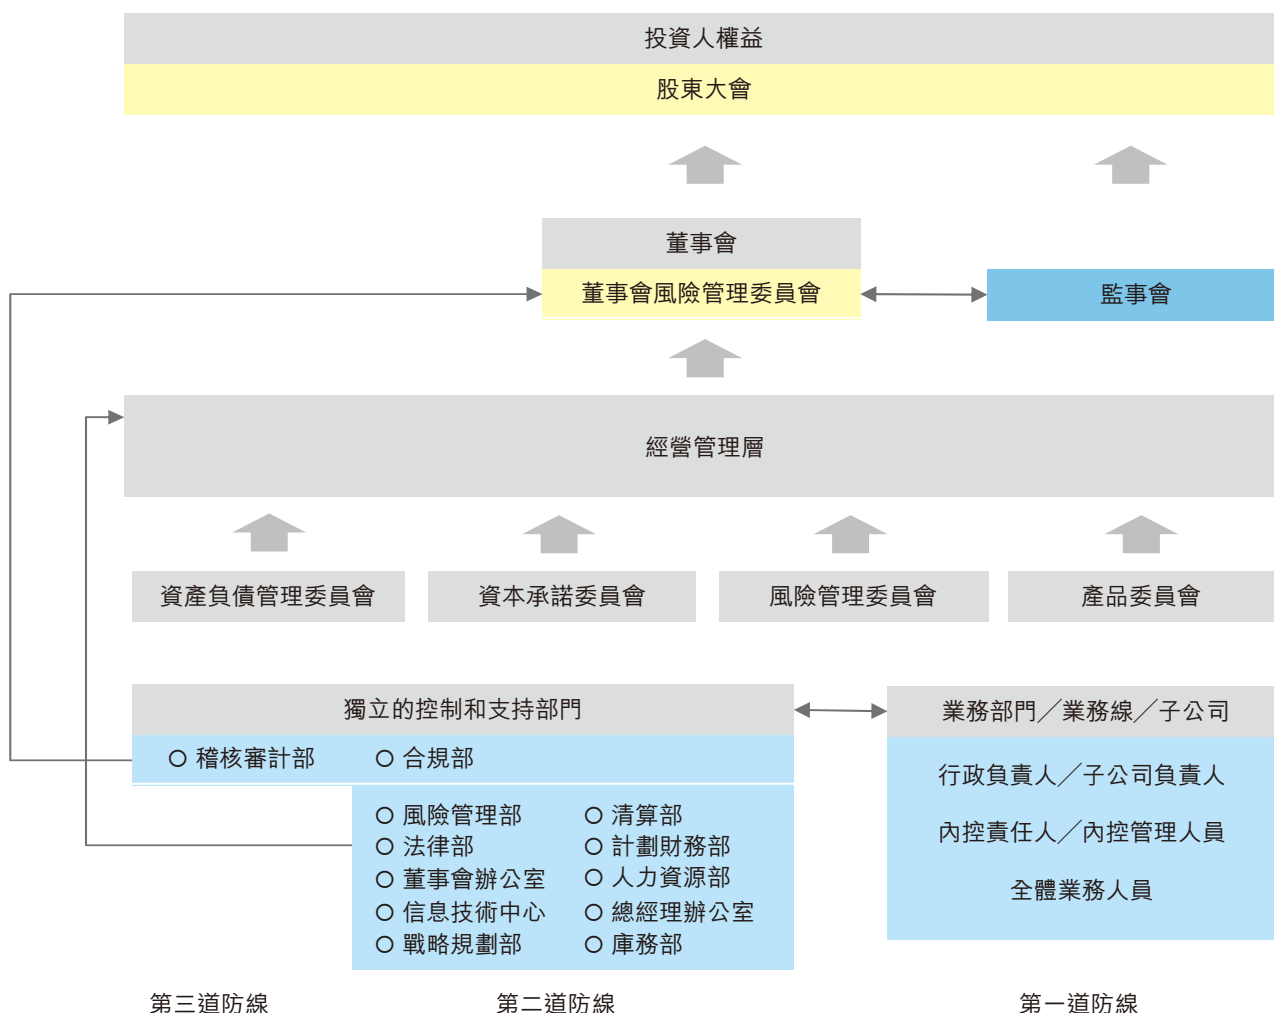 投資人權益
股東大會
董事會
董事會風險管理委員會
監事會
經營管理層
資產負債管理委員會
資本承諾委員會
風險管理委員會
產品委員會
獨立的控制和支持部門
業務部門╱業務線╱子公司
稽核審計部
合規部
風險管理部
清算部
法律部
計劃財務部
董事會辦公室
人力資源部
信息技術中心
總經理辦公室
戰略規劃部
庫務部
行政負責人╱子公司負責人
內控責任人╱內控管理人員
全體業務人員
第三道防線
第二道防線
第一道防線